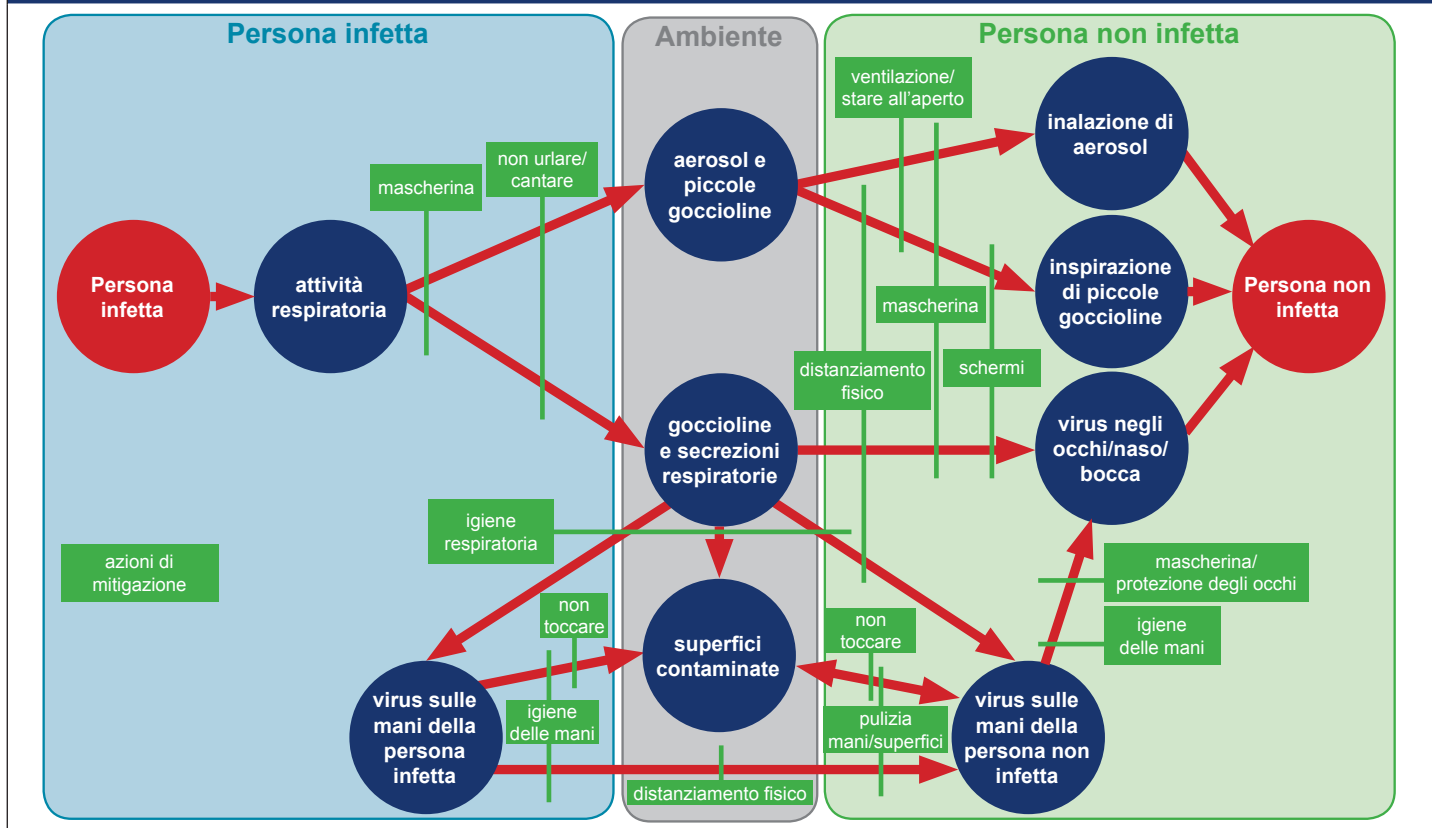 Persona infetta
Ambiente
Persona non infetta
ventilazione/
stare all'aperto
inalazione di
aerosol
non urlare/
cantare
mascherina
aerosol e
piccole
goccioline
Persona
infetta
attività
respiratoria
inspirazione
di piccole
goccioline
Persona non
infetta
mascherina
distanziamento
fisico
schermi
goccioline
e secrezioni
respiratorie
virus negli
occhi/naso/
bocca
igiene
respiratoria
azioni di
mitigazione
mascherina/
protezione degli occhi
non
toccare
non
toccare
igiene
delle mani
superfici
contaminate
virus sulle
mani della
persona
infetta
igiene
delle mani
pulizia
mani/superfici
virus sulle
mani della
persona non
infetta
distanziamento fisico